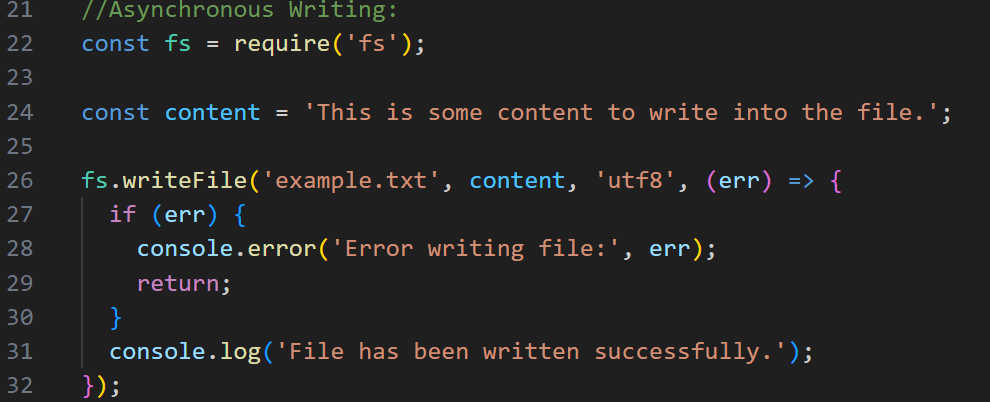 21 //Asynchronous Writing:
22 const fs = require('fs');
23
24 const content = 'This is some content to write into the file.';
25
26 fs.writeFile('example.txt', content, 'utf8', (err) => {
27   if (err) {
28     console.error('Error writing file:', err);
29     return;
30   }
31   console.log('File has been written successfully.');
32 });